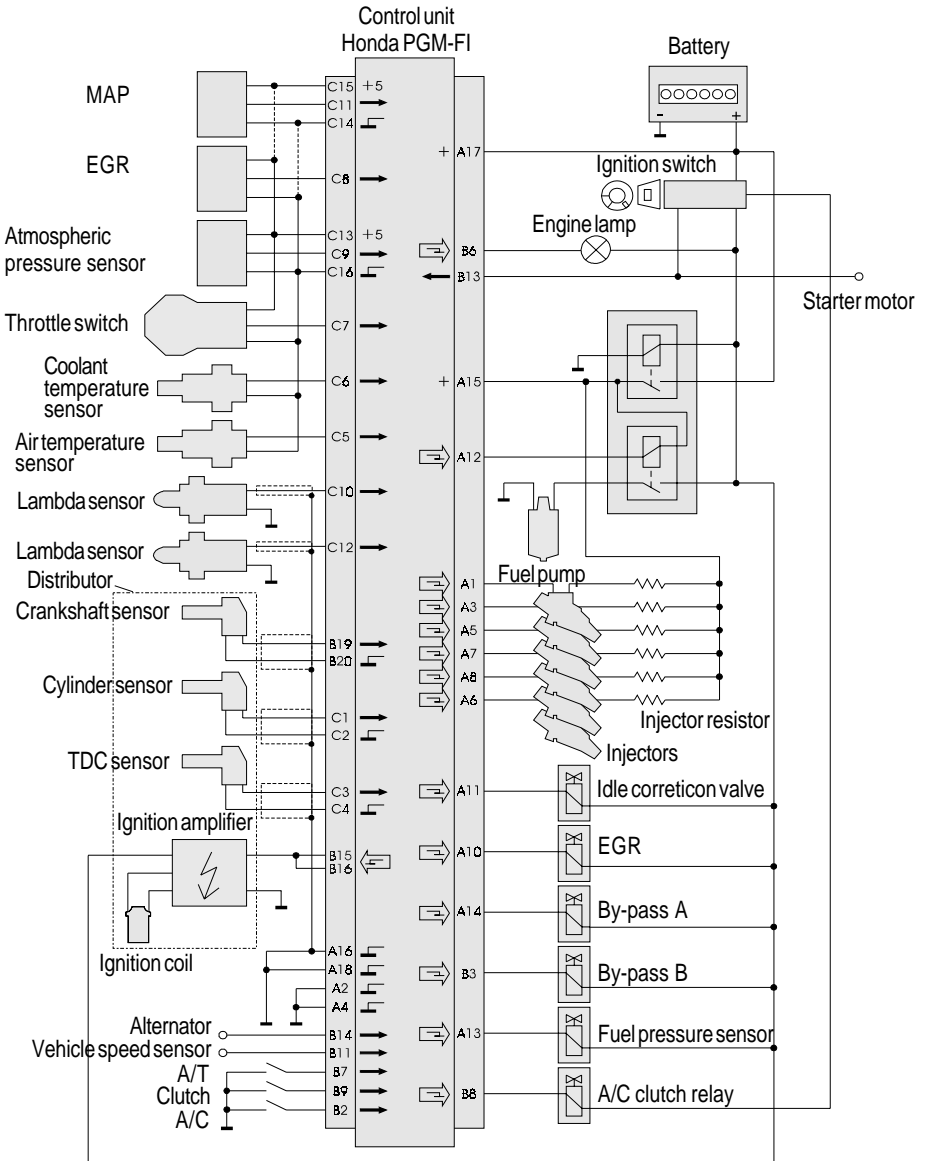 Control unit
Honda PGM-FI
Battery
- +
MAP
C15 +5
C11
C14
+ A17
EGR
C8
Ignition switch
Atmospheric
pressure sensor
C13 +5
C9
C16
Engine lamp
B6
B13
Starter motor
Throttle switch
C7
Coolant
temperature
sensor
C6
+ A15
Air temperature
sensor
C5
A12
Lambda sensor
C10
Lambda sensor
C12
Distributor
Fuel pump
A1
A3
A5
A7
A8
A6
Crankshaft sensor
B19
B20
Cylinder sensor
C1
C2
Injector resistor
Injectors
TDC sensor
C3
C4
A11
Idle correticon valve
Ignition amplifier
B15
B16
A10
EGR
A14
By-pass A
Ignition coil
A16
A18
A2
A4
B3
By-pass B
Alternator
B14
Vehicle speed sensor
B11
A13
Fuel pressure sensor
A/T
B7
Clutch
B9
A/C
B2
B8
A/C clutch relay